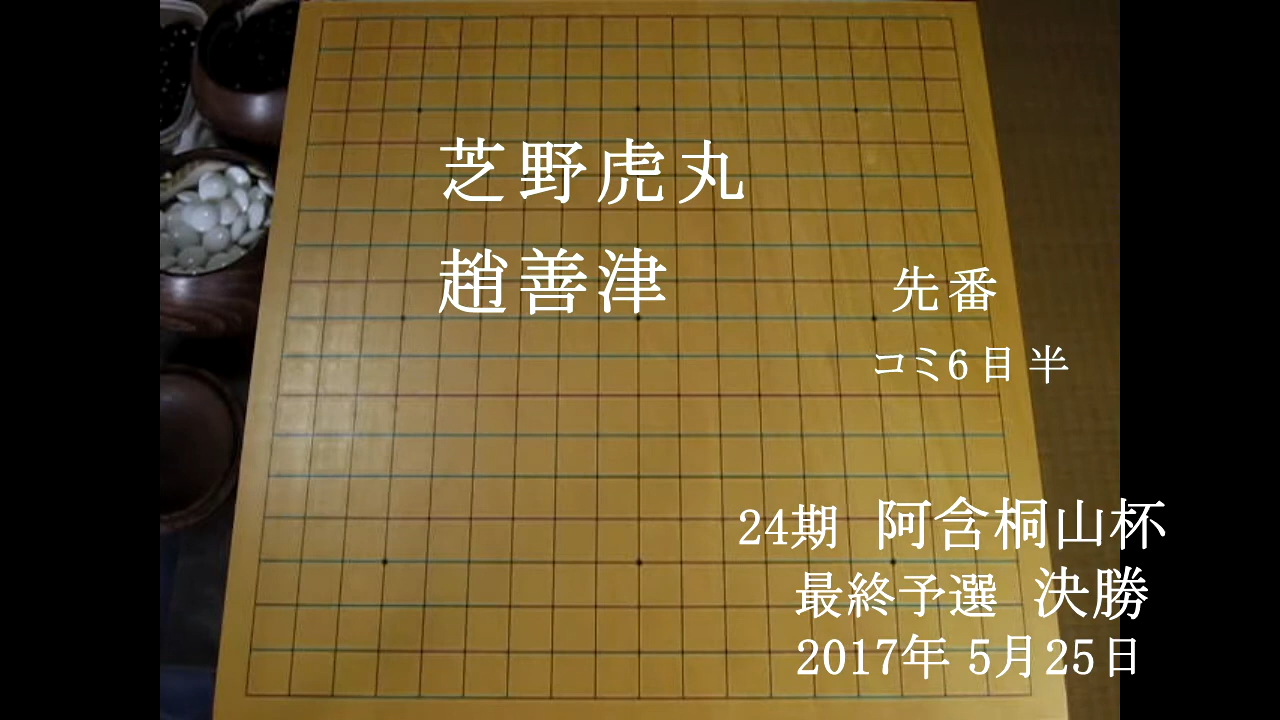 芝野虎丸
趙善津 先番
コミ6目半
24期 阿含桐山杯
最終予選 決勝
2017年 5月25日